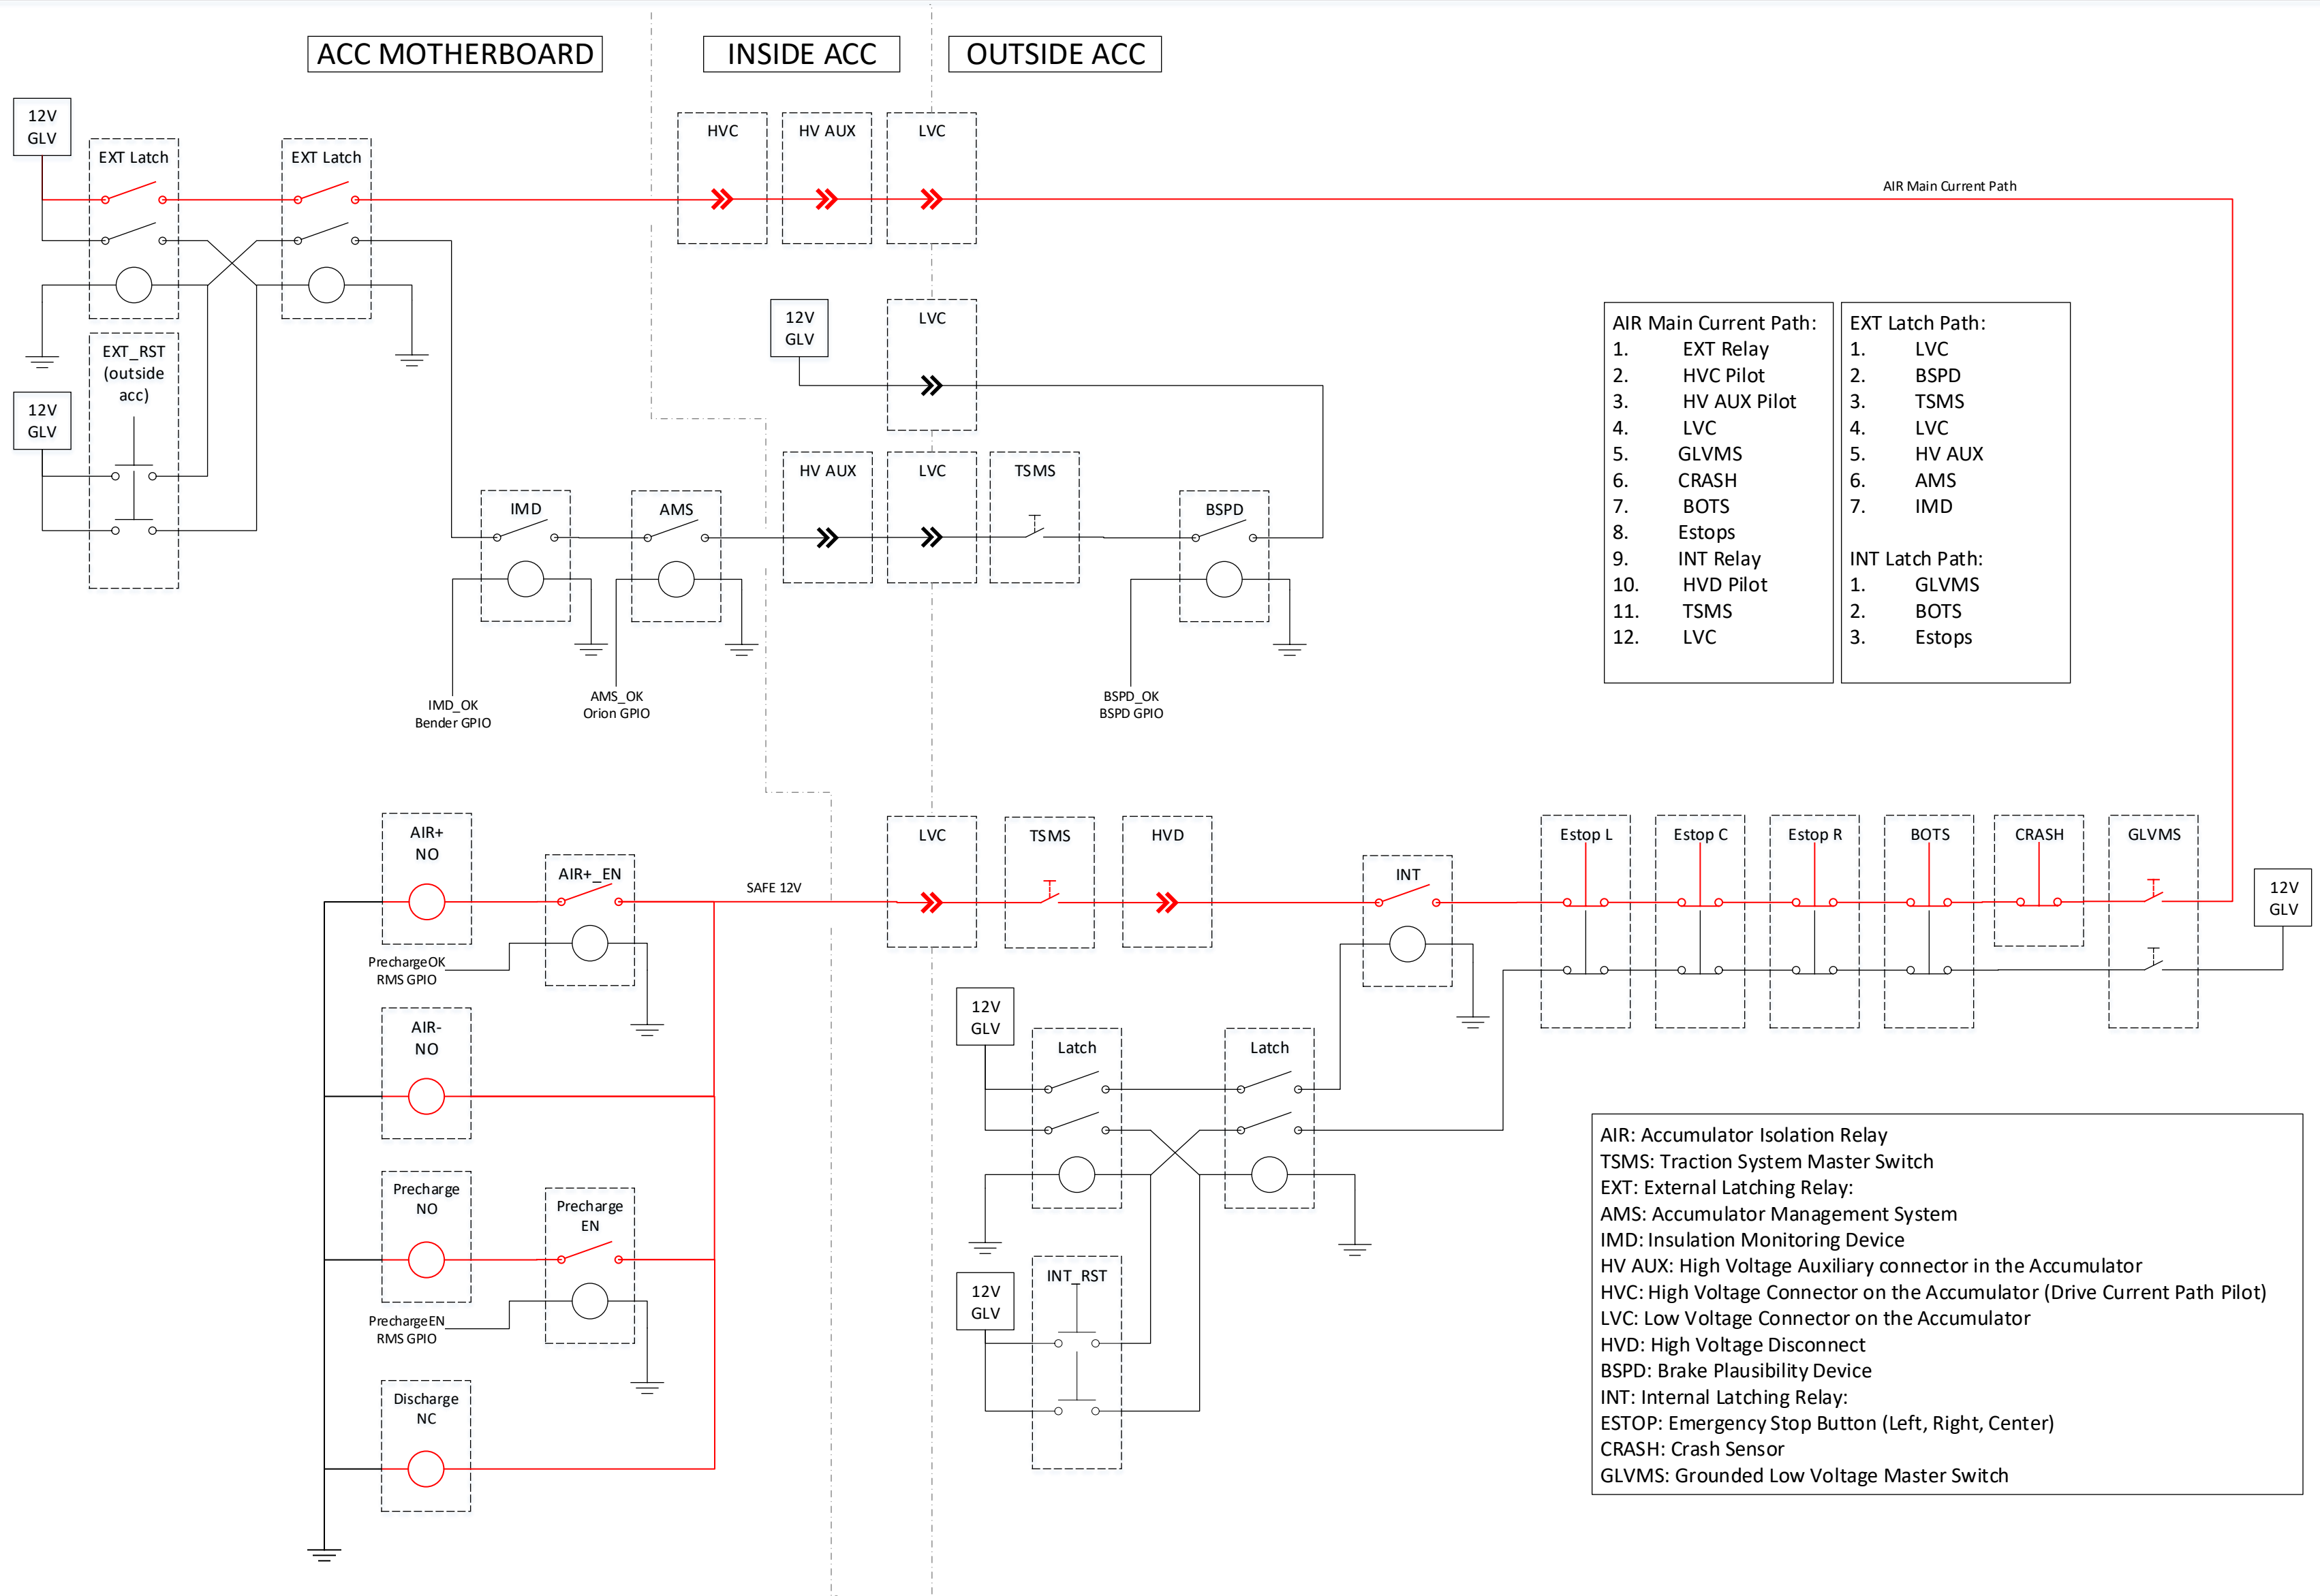 ACC MOTHERBOARD
INSIDE ACC
OUTSIDE ACC
12V
GLV
EXT Latch
EXT Latch
HVC
HV AUX
LVC
AIR Main Current Path
EXT_RST
(outside
acc)
12V
GLV
12V
GLV
LVC
HV AUX
LVC
TSMS
IMD
AMS
BSPD
IMD_OK
Bender GPIO
AMS_OK
Orion GPIO
BSPD_OK
BSPD GPIO
AIR Main Current Path:
1. EXT Relay
2. HVC Pilot
3. HV AUX Pilot
4. LVC
5. GLVMS
6. CRASH
7. BOTS
8. Estops
9. INT Relay
10. HVD Pilot
11. TSMS
12. LVC
EXT Latch Path:
1. LVC
2. BSPD
3. TSMS
4. LVC
5. HV AUX
6. AMS
7. IMD
INT Latch Path:
1. GLVMS
2. BOTS
3. Estops
AIR+
NO
AIR+_EN
SAFE 12V
LVC
TSMS
HVD
INT
Estop L
Estop C
Estop R
BOTS
CRASH
GLVMS
12V
GLV
PrechargeOK
RMS GPIO
AIR-
NO
12V
GLV
Latch
Latch
Precharge
NO
Precharge
EN
PrechargeEN
RMS GPIO
12V
GLV
INT_RST
Discharge
NC
AIR: Accumulator Isolation Relay
TSMS: Traction System Master Switch
EXT: External Latching Relay:
AMS: Accumulator Management System
IMD: Insulation Monitoring Device
HV AUX: High Voltage Auxiliary connector in the Accumulator
HVC: High Voltage Connector on the Accumulator (Drive Current Path Pilot)
LVC: Low Voltage Connector on the Accumulator
HVD: High Voltage Disconnect
BSPD: Brake Plausibility Device
INT: Internal Latching Relay:
ESTOP: Emergency Stop Button (Left, Right, Center)
CRASH: Crash Sensor
GLVMS: Grounded Low Voltage Master Switch